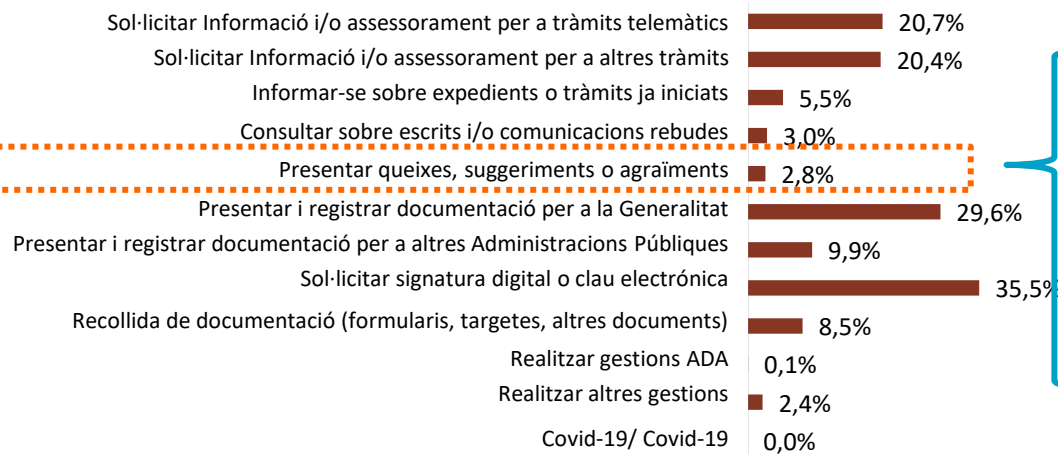 Sol·licitar Informació i/o assessorament per a tràmits telemàtics 20,7%
Sol·licitar Informació i/o assessorament per a altres tràmits 20,4%
Informar-se sobre expedients o tràmits ja iniciats 5,5%
Consultar sobre escrits i/o comunicacions rebudes 3,0%
Presentar queixes, suggeriments o agraïments 2,8%
Presentar i registrar documentació per a la Generalitat 29,6%
Presentar i registrar documentació per a altres Administracions Públiques 9,9%
Sol·licitar signatura digital o clau electrónica 35,5%
Recollida de documentació (formularis, targetes, altres documents) 8,5%
Realitzar gestions ADA 0,1%
Realitzar altres gestions 2,4%
Covid-19/ Covid-19 0,0%